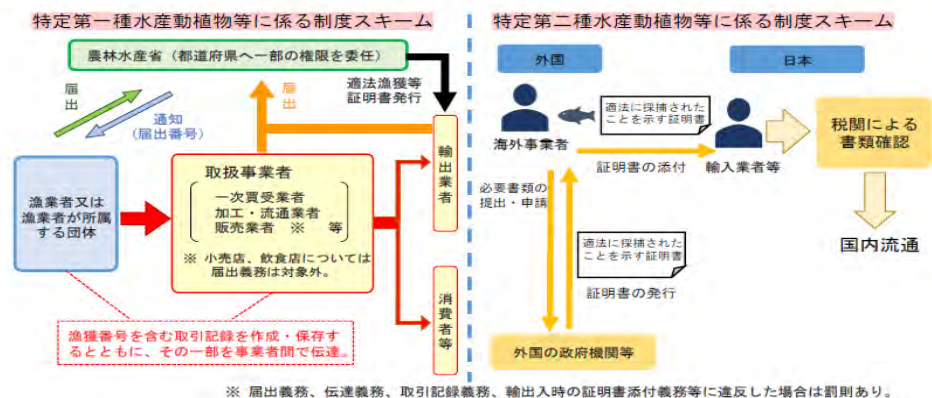 特定第一種水産動植物等に係る制度スキーム
農林水産省（都道府県へ一部の権限を委任）
届出
通知
(届出番号)
届出
適法漁獲等
証明書発行
漁業者又は
漁業者が所属
する団体
取扱事業者
一次買受業者
加工・流通業者
販売業者　※　等
※ 小売店、飲食店については
届出義務は対象外。
輸出業者
消費者等
漁獲番号を含む取引記録を作成・保存す
るとともに、その一部を事業者間で伝達。
特定第二種水産動植物等に係る制度スキーム
外国
日本
適法に採捕された
ことを示す証明書
海外事業者
証明書の添付
輸入業者等
税関による
書類確認
必要書類の
提出・申請
適法に採捕された
ことを示す証明書
証明書の発行
国内流通
外国の政府機関等
※ 届出義務、伝達義務、取引記録義務、輸出入時の証明書添付義務等に違反した場合は罰則あり。